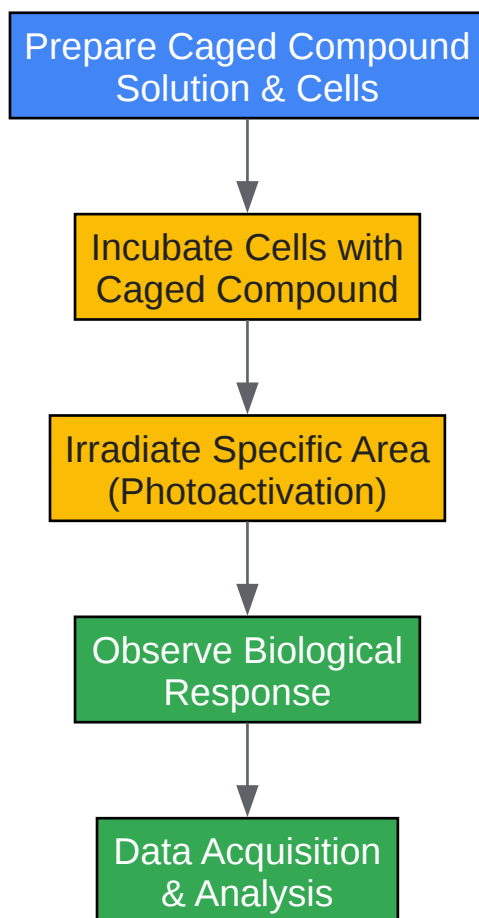 Prepare Caged Compound
Solution & Cells
Incubate Cells with
Caged Compound
Irradiate Specific Area
(Photoactivation)
Observe Biological
Response
Data Acquisition
& Analysis